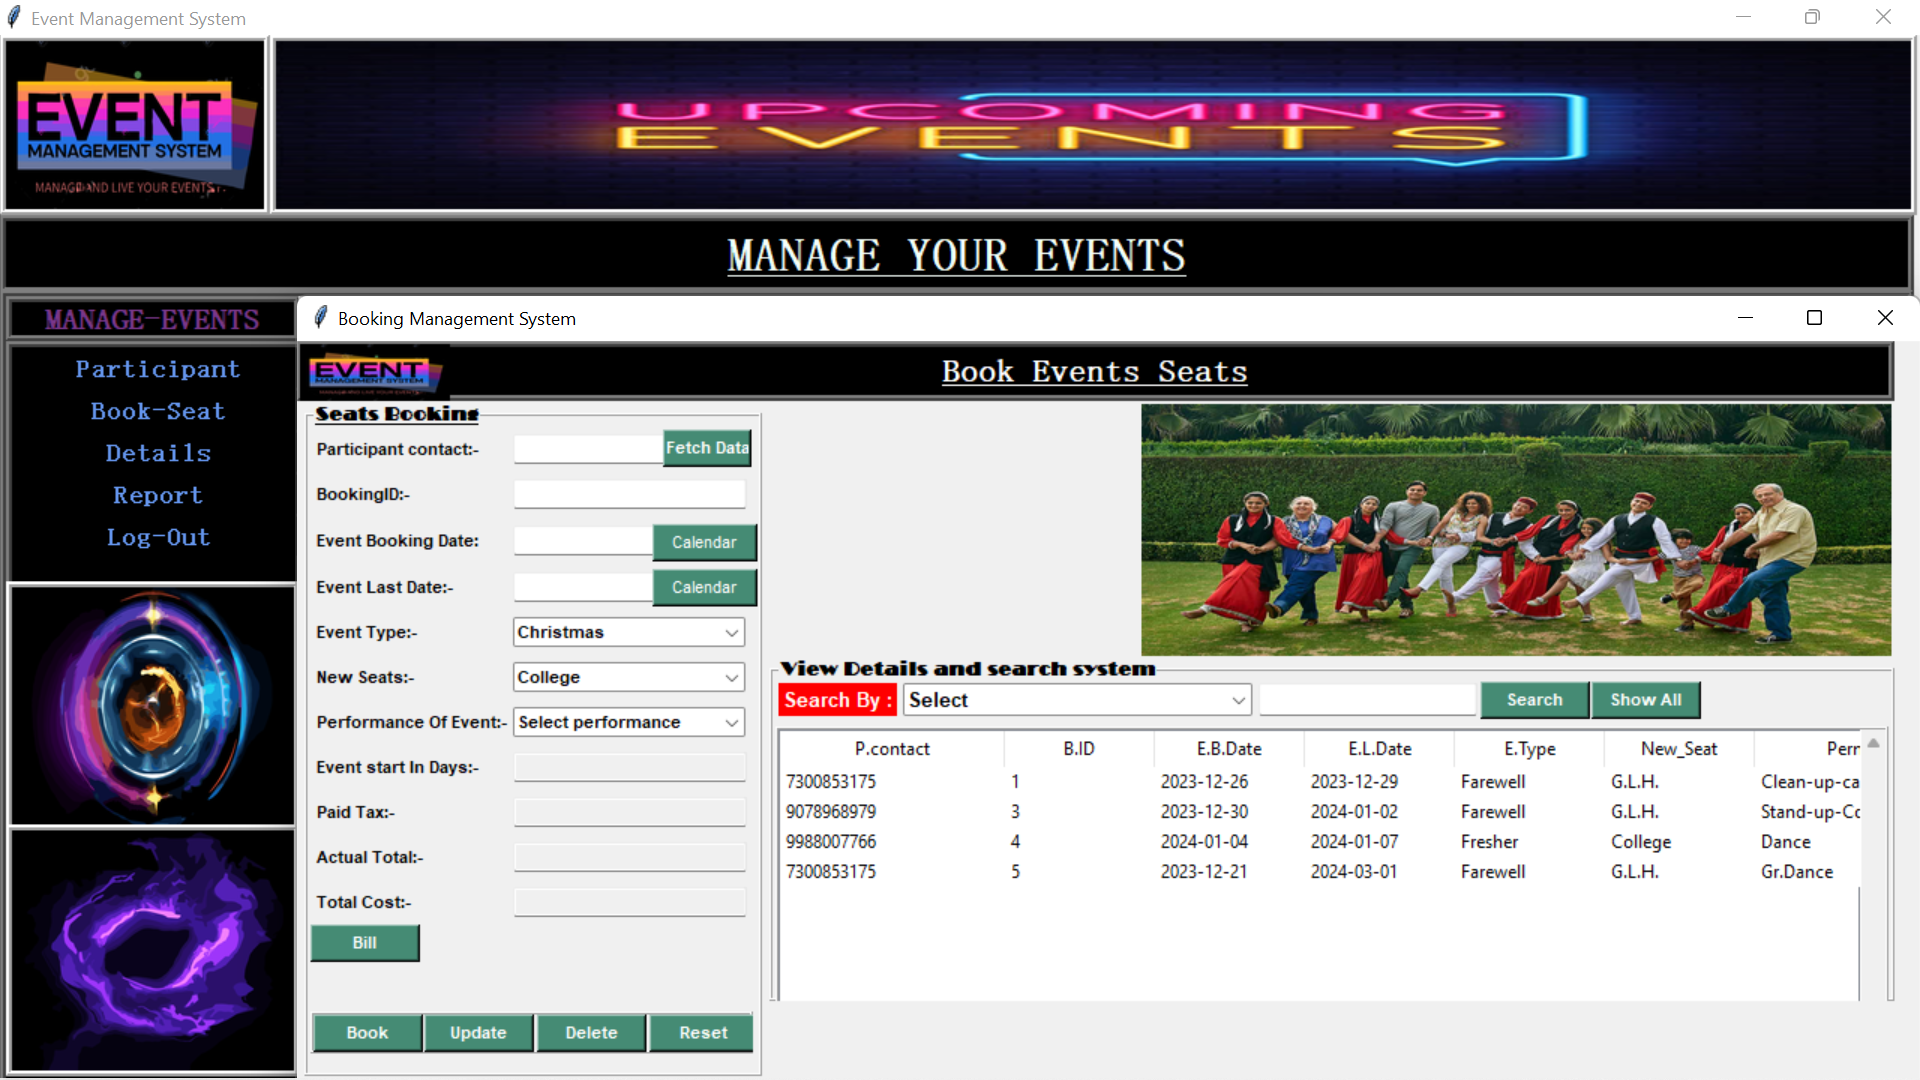 Event Management System
EVENT
MANAGEMENT SYSTEM
MANAGE AND LIVE YOUR EVENTS
UPCOMING
EVENTS
MANAGE YOUR EVENTS
MANAGE-EVENTS
Participant
Book-Seat
Details
Report
Log-Out
Booking Management System
EVENT
MANAGEMENT SYSTEM
Book Events Seats
Seats Booking
Participant contact:- Fetch Data
BookingID:-
Event Booking Date: Calendar
Event Last Date:- Calendar
Event Type:- Christmas
New Seats:- College
Performance Of Event:- Select performance
Event start In Days:-
Paid Tax:-
Actual Total:-
Total Cost:-
Bill
Book Update Delete Reset
View Details and search system
Search By : Select Search Show All
P.contact B.ID E.B.Date E.L.Date E.Type New_Seat Perr
7300853175 1 2023-12-26 2023-12-29 Farewell G.L.H. Clean-up-ca
9078968979 3 2023-12-30 2024-01-02 Farewell G.L.H. Stand-up-Cc
9988007766 4 2024-01-04 2024-01-07 Fresher College Dance
7300853175 5 2023-12-21 2024-03-01 Farewell G.L.H. Gr.Dance